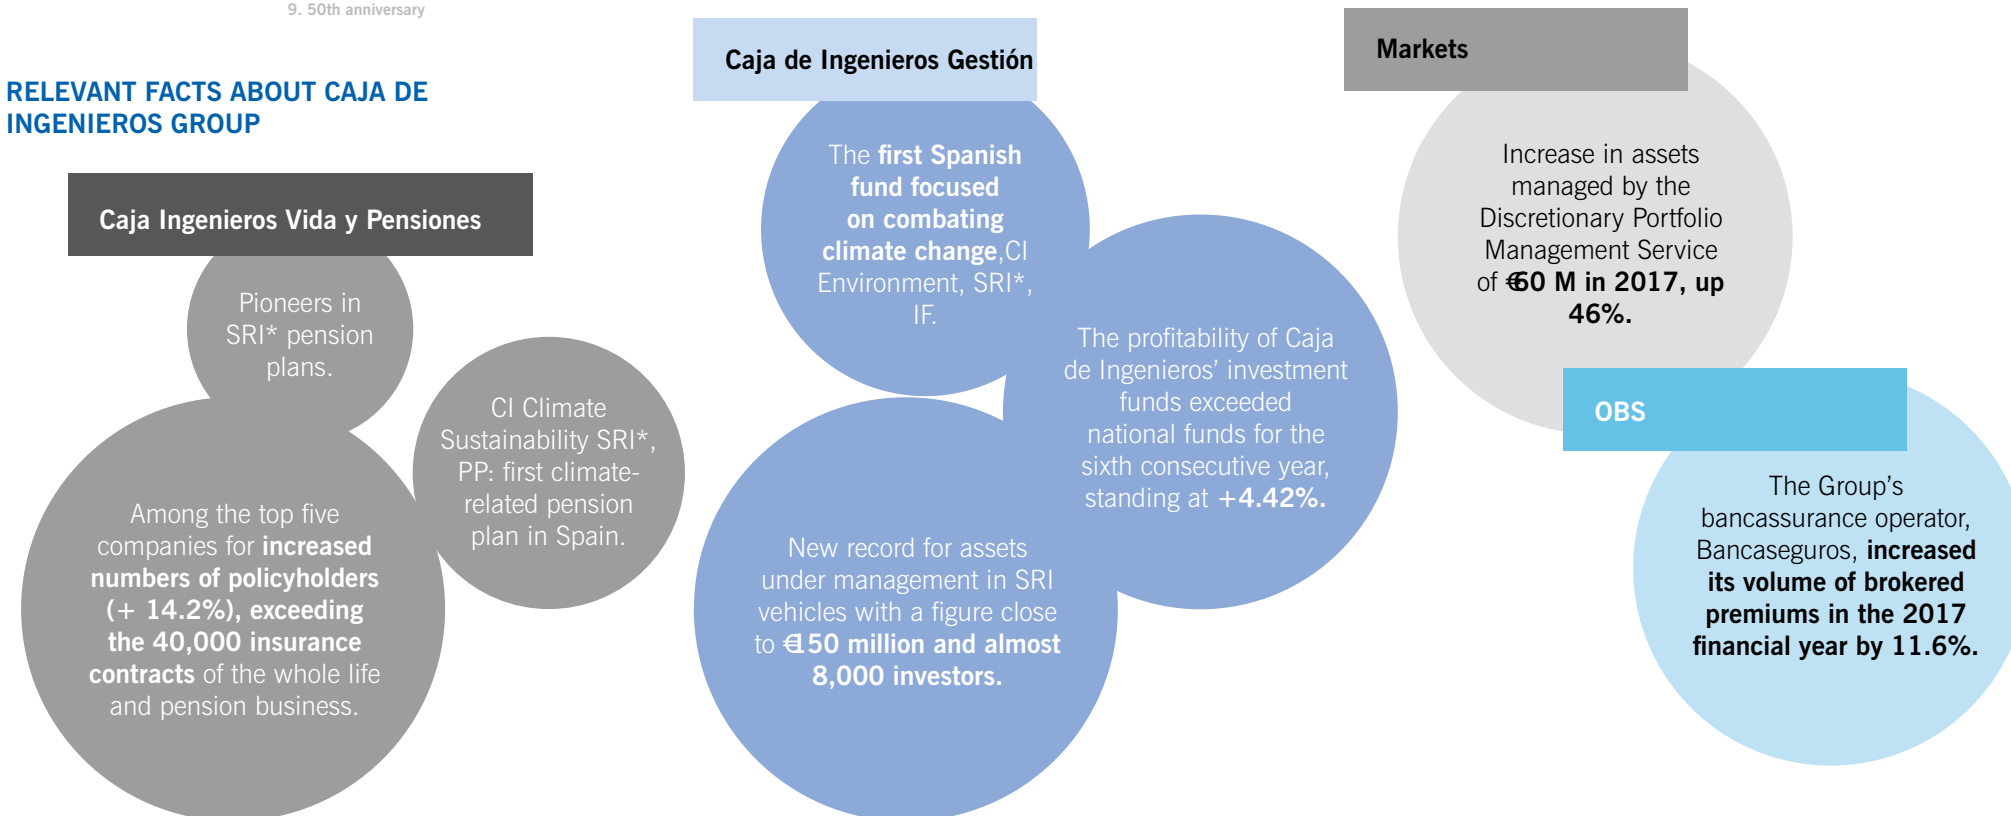 9. 50th anniversary
RELEVANT FACTS ABOUT CAJA DE
INGENIEROS GROUP
Caja Ingenieros Vida y Pensiones
Pioneers in
SRI* pension
plans.
CI Climate
Sustainability SRI*,
PP: first climate-
related pension
plan in Spain.
Among the top five
companies for increased
numbers of policyholders
(+ 14.2%), exceeding
the 40,000 insurance
contracts of the whole life
and pension business.
Caja de Ingenieros Gestión
The first Spanish
fund focused
on combating
climate change,CI
Environment, SRI*,
IF.
The profitability of Caja
de Ingenieros’ investment
funds exceeded
national funds for the
sixth consecutive year,
standing at +4.42%.
New record for assets
under management in SRI
vehicles with a figure close
to €150 million and almost
8,000 investors.
Markets
Increase in assets
managed by the
Discretionary Portfolio
Management Service
of €60 M in 2017, up
46%.
OBS
The Group’s
bancassurance operator,
Bancaseguros, increased
its volume of brokered
premiums in the 2017
financial year by 11.6%.